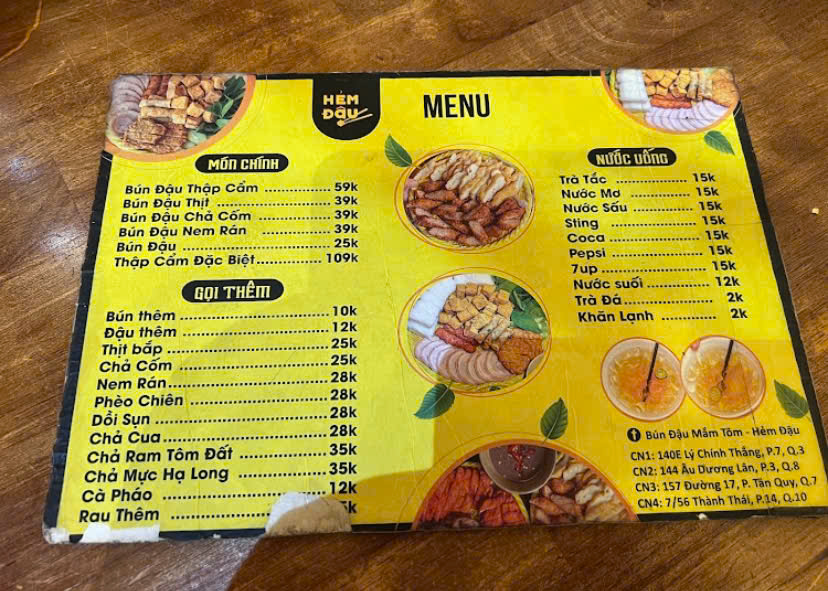 HẺM
ĐẬU
MENU
MÓN CHÍNH
Bún Đậu Thập Cẩm ................ 59k
Bún Đậu Thịt ................ 39k
Bún Đậu Chả Cốm ................ 39k
Bún Đậu Nem Rán ................ 39k
Bún Đậu ................ 25k
Thập Cẩm Đặc Biệt ................ 109k
GỌI THÊM
Bún thêm ................ 10k
Đậu thêm ................ 12k
Thịt bắp ................ 25k
Chả Cốm ................ 25k
Nem Rán ................ 28k
Phèo Chiên ................ 28k
Dồi Sụn ................ 28k
Chả Cua ................ 28k
Chả Ram Tôm Đất ................ 35k
Chả Mực Hạ Long ................ 35k
Cà Pháo ................ 12k
Rau Thêm ................
NƯỚC UỐNG
Trà Tắc ................ 15k
Nước Mơ ................ 15k
Nước Sấu ................ 15k
Sting ................ 15k
Coca ................ 15k
Pepsi ................ 15k
7up ................ 15k
Nước suối ................ 12k
Trà Đá ................ 2k
Khăn Lạnh ................ 2k
Bún Đậu Mắm Tôm - Hẻm Đậu
CN1: 140E Lý Chính Thắng, P.7, Q.3
CN2: 144 Âu Dương Lân, P.3, Q.8
CN3: 157 Đường 17, P. Tân Quy, Q.7
CN4: 7/56 Thành Thái, P.14, Q.10